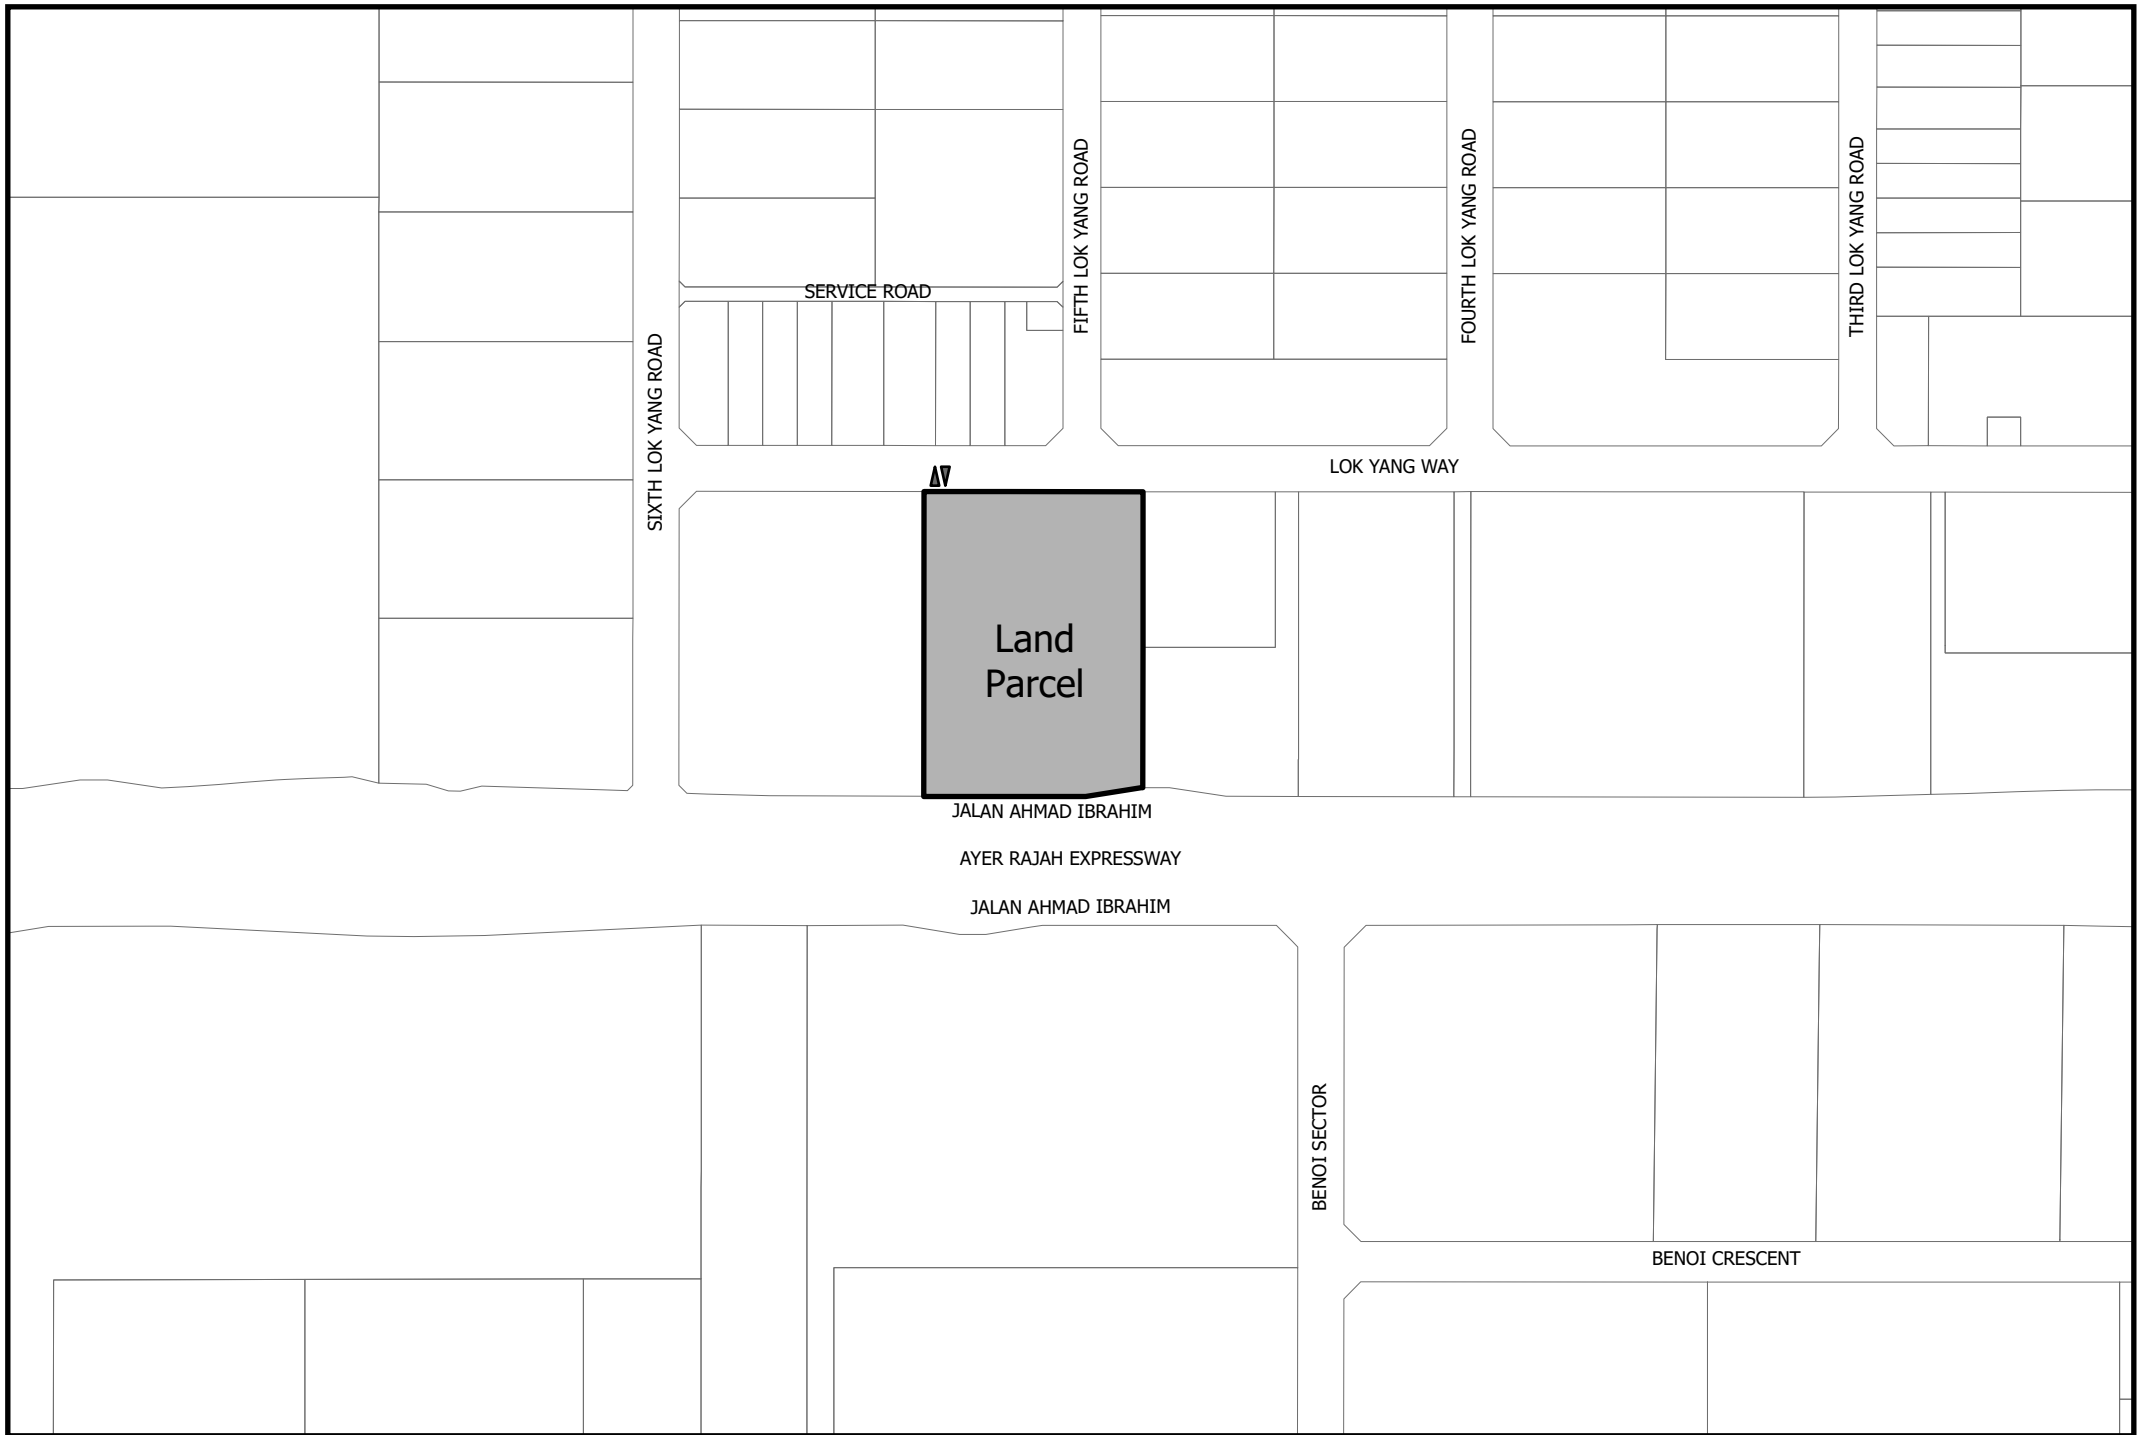 FIFTH LOK YANG ROAD
FOURTH LOK YANG ROAD
THIRD LOK YANG ROAD
SERVICE ROAD
SIXTH LOK YANG ROAD
LOK YANG WAY
Land
Parcel
JALAN AHMAD IBRAHIM
AYER RAJAH EXPRESSWAY
JALAN AHMAD IBRAHIM
BENOI SECTOR
BENOI CRESCENT